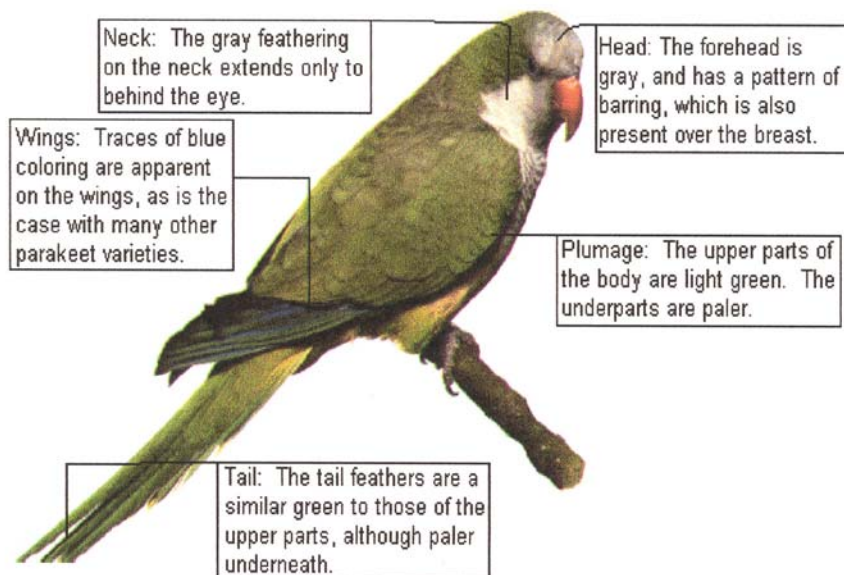 Neck: The gray feathering
on the neck extends only to
behind the eye.
Head: The forehead is
gray, and has a pattern of
barring, which is also
present over the breast.
Wings: Traces of blue
coloring are apparent
on the wings, as is the
case with many other
parakeet varieties.
Plumage: The upper parts of
the body are light green. The
underparts are paler.
Tail: The tail feathers are a
similar green to those of the
upper parts, although paler
underneath.